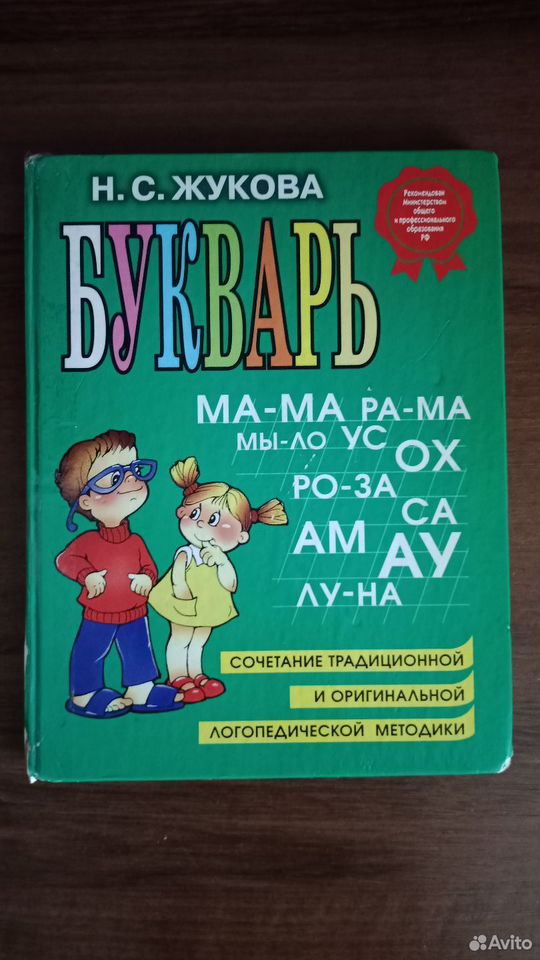 Н. С. ЖУКОВА
Рекомендован
Министерством
общего
и профессионального
образования
РФ
БУКВАРЬ
МА-МА РА-МА
МЫ-ЛО УС
ОХ
РО-ЗА
СА
АМ АУ
ЛУ-НА
СОЧЕТАНИЕ ТРАДИЦИОННОЙ
И ОРИГИНАЛЬНОЙ
ЛОГОПЕДИЧЕСКОЙ МЕТОДИКИ
Avito